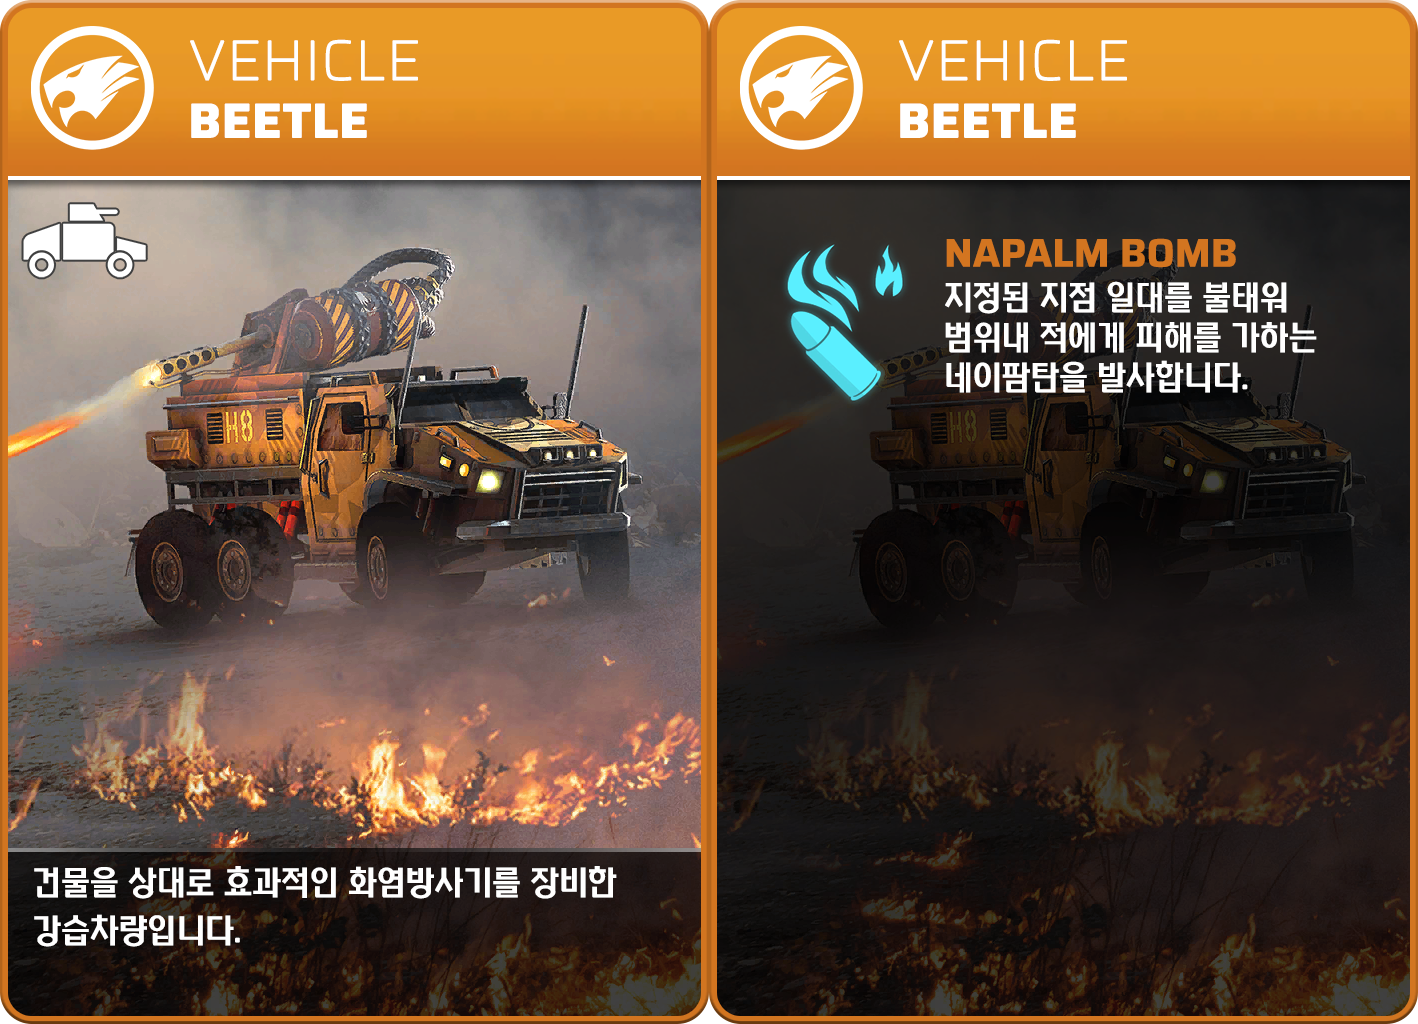 VEHICLE
BEETLE
H8
건물을 상대로 효과적인 화염방사기를 장비한
강습차량입니다.
VEHICLE
BEETLE
NAPALM BOMB
지정된 지점 일대를 불태워
범위내 적에게 피해를 가하는
네이팜탄을 발사합니다.
H8